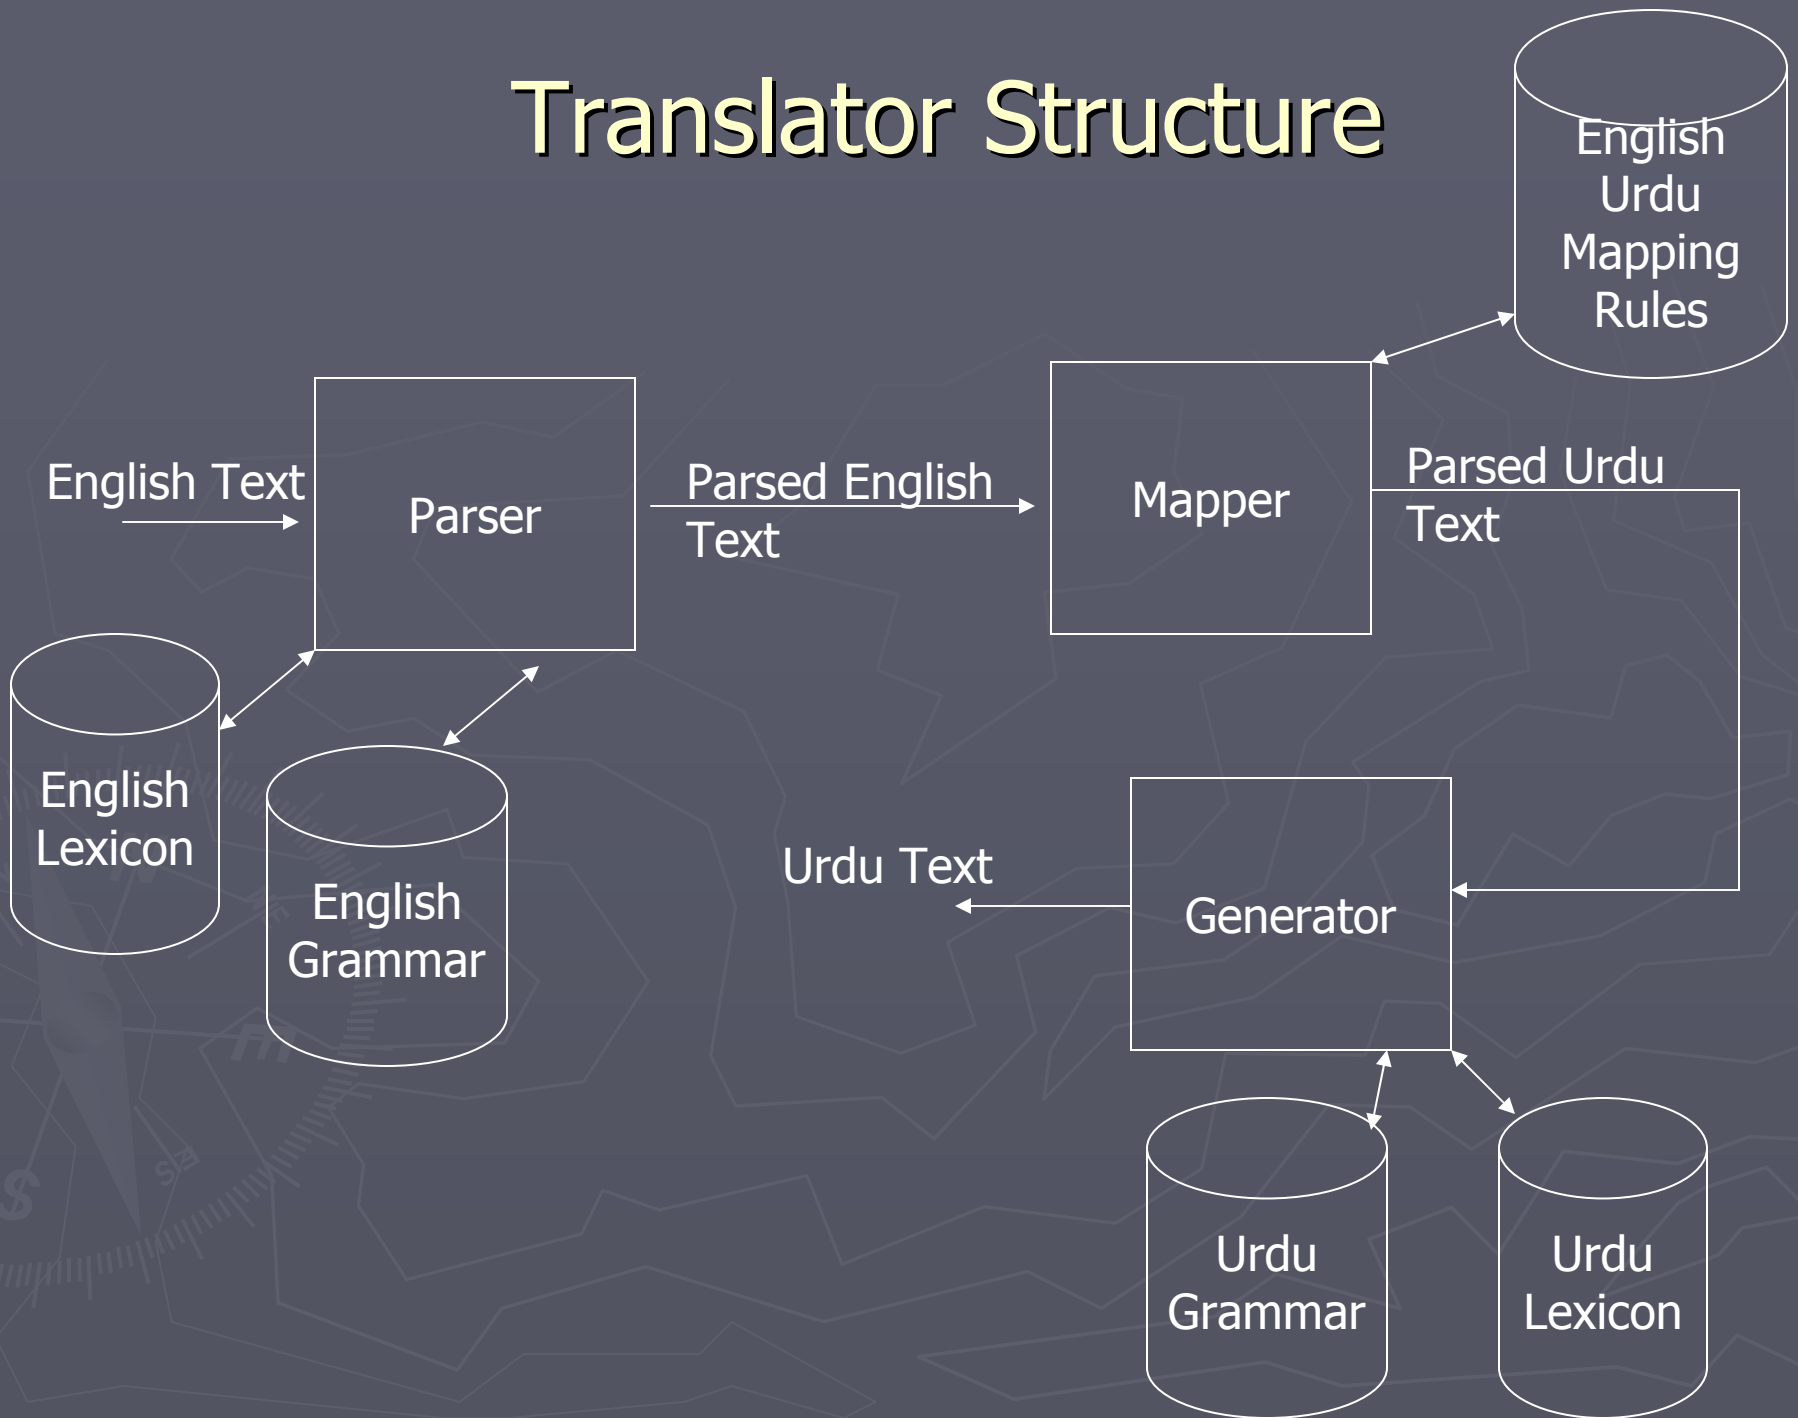 Translator Structure
English
Urdu
Mapping
Rules
English Text
Parser
Parsed English
Text
Mapper
Parsed Urdu
Text
English
Lexicon
English
Grammar
Urdu Text
Generator
Urdu
Grammar
Urdu
Lexicon
N
E
S
SE